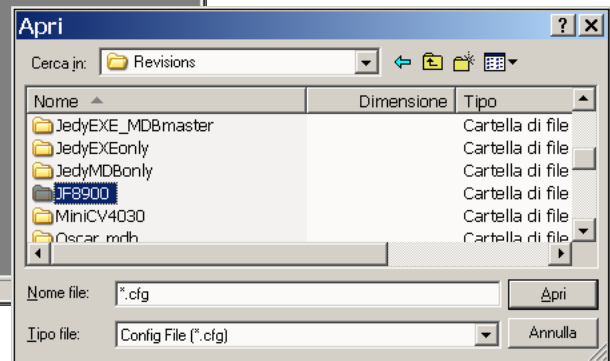 Apri
Cerca in: Revisions
Nome Dimensione Tipo
JedyEXE_MDBmaster Cartella di file
JedyEXEonly Cartella di file
JedyMDBonly Cartella di file
JF8900 Cartella di file
MiniCV4030 Cartella di file
Oscar_mdb Cartella di file
Nome file: *.cfg Apri
Tipo file: Config File (*.cfg) Annulla